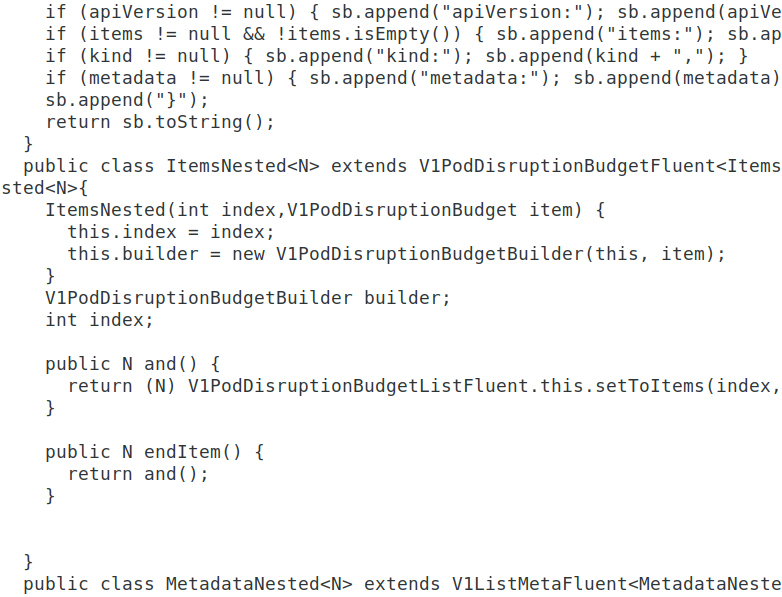 if (apiVersion != null) { sb.append("apiVersion:"); sb.append(apiVe
    if (items != null && !items.isEmpty()) { sb.append("items:"); sb.ap
    if (kind != null) { sb.append("kind:"); sb.append(kind + ","); }
    if (metadata != null) { sb.append("metadata:"); sb.append(metadata)
    sb.append("}");
    return sb.toString();
  }
  public class ItemsNested<N> extends V1PodDisruptionBudgetFluent<Items
sted<N>{
    ItemsNested(int index,V1PodDisruptionBudget item) {
      this.index = index;
      this.builder = new V1PodDisruptionBudgetBuilder(this, item);
    }
    V1PodDisruptionBudgetBuilder builder;
    int index;

    public N and() {
      return (N) V1PodDisruptionBudgetListFluent.this.setToItems(index,
    }

    public N endItem() {
      return and();
    }


  }
  public class MetadataNested<N> extends V1ListMetaFluent<MetadataNeste